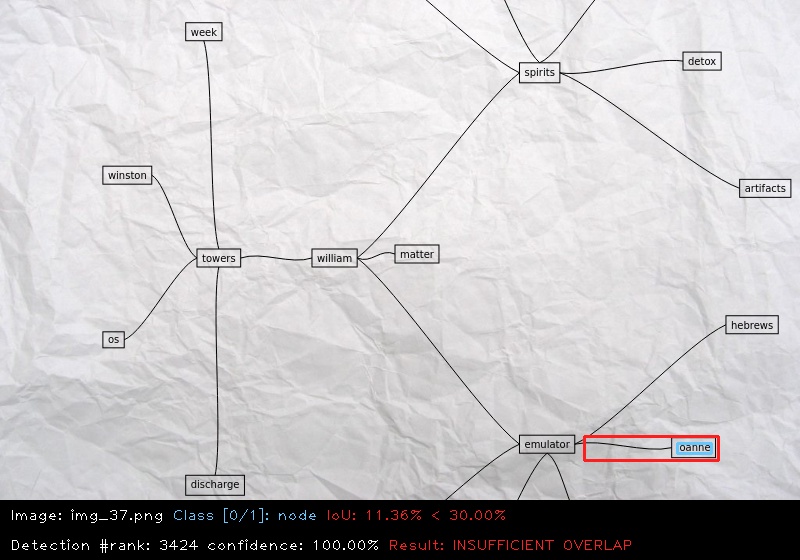 week
spirits
detox
winston
artifacts
towers
william
matter
os
hebrews
emulator
oanne
discharge
Image: img_37.png Class [0/1]: node IoU: 11.36% < 30.00%
Detection #rank: 3424 confidence: 100.00% Result: INSUFFICIENT OVERLAP